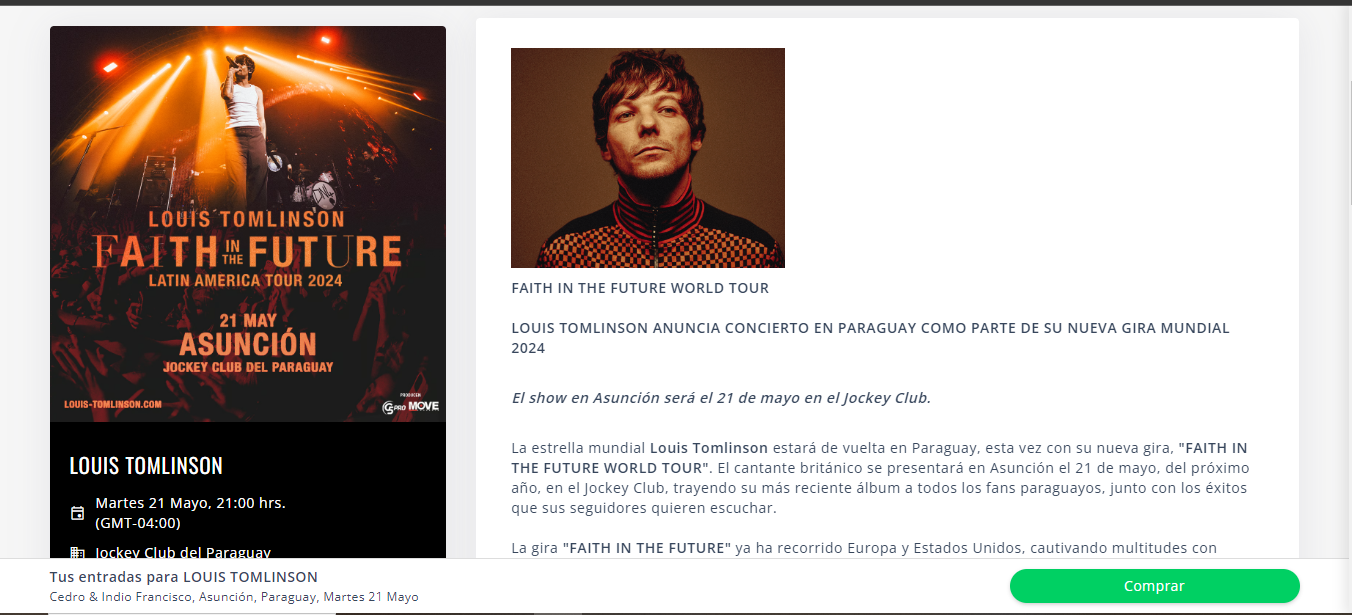 LOUIS TOMLINSON
FAITH IN THE FUTURE
LATIN AMERICA TOUR 2024
21 MAY
ASUNCIÓN
JOCKEY CLUB DEL PARAGUAY
LOUIS-TOMLINSON.COM
PRODUCEN
G5PRO MOVE
LOUIS TOMLINSON
Martes 21 Mayo, 21:00 hrs.
(GMT-04:00)
Jockey Club del Paraguay
FAITH IN THE FUTURE WORLD TOUR
LOUIS TOMLINSON ANUNCIA CONCIERTO EN PARAGUAY COMO PARTE DE SU NUEVA GIRA MUNDIAL
2024
El show en Asunción será el 21 de mayo en el Jockey Club.
La estrella mundial Louis Tomlinson estará de vuelta en Paraguay, esta vez con su nueva gira, "FAITH IN
THE FUTURE WORLD TOUR". El cantante británico se presentará en Asunción el 21 de mayo, del próximo
año, en el Jockey Club, trayendo su más reciente álbum a todos los fans paraguayos, junto con los éxitos
que sus seguidores quieren escuchar.
La gira "FAITH IN THE FUTURE" ya ha recorrido Europa y Estados Unidos, cautivando multitudes con
Tus entradas para LOUIS TOMLINSON
Cedro & Indio Francisco, Asunción, Paraguay, Martes 21 Mayo
Comprar